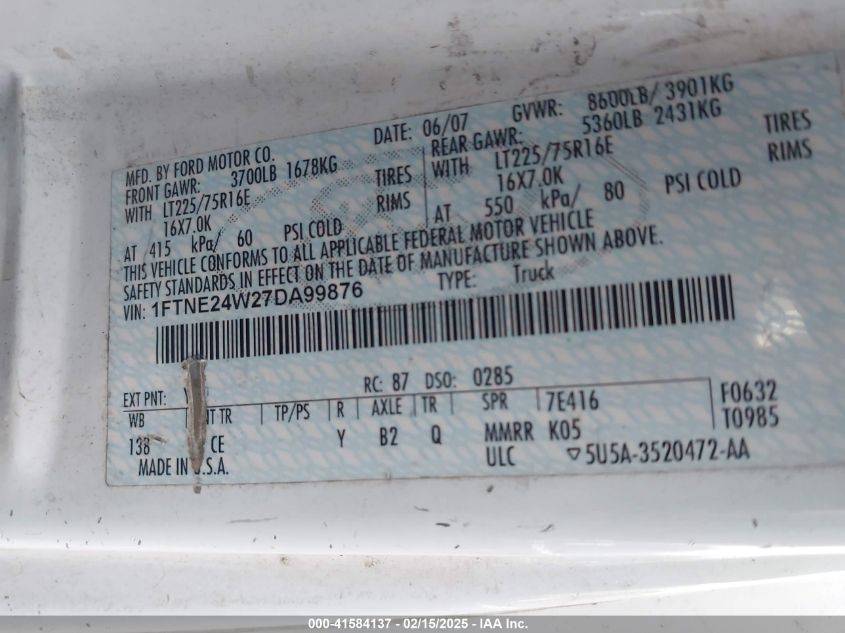 MFD. BY FORD MOTOR CO.
DATE: 06/07 GVWR: 8600LB/ 3901KG
FRONT GAWR: 3700LB 1678KG
REAR GAWR: 5360LB 2431KG
WITH LT225/75R16E TIRES
WITH LT225/75R16E TIRES
16X7.0K RIMS
16X7.0K RIMS
AT 415 kPa/ 60 PSI COLD
AT 550 kPa/ 80 PSI COLD
THIS VEHICLE CONFORMS TO ALL APPLICABLE FEDERAL MOTOR VEHICLE
SAFETY STANDARDS IN EFFECT ON THE DATE OF MANUFACTURE SHOWN ABOVE.
VIN: 1FTNE24W27DA99876 TYPE: Truck
EXT PNT: RC: 87 DSO: 0285
WB TR TP/PS R AXLE TR SPR 7E416 F0632
138 CE Y B2 Q MMRR K05 T0985
MADE IN U.S.A. ULC ▽5U5A-3520472-AA
000-41584137 - 02/15/2025 - IAA Inc.